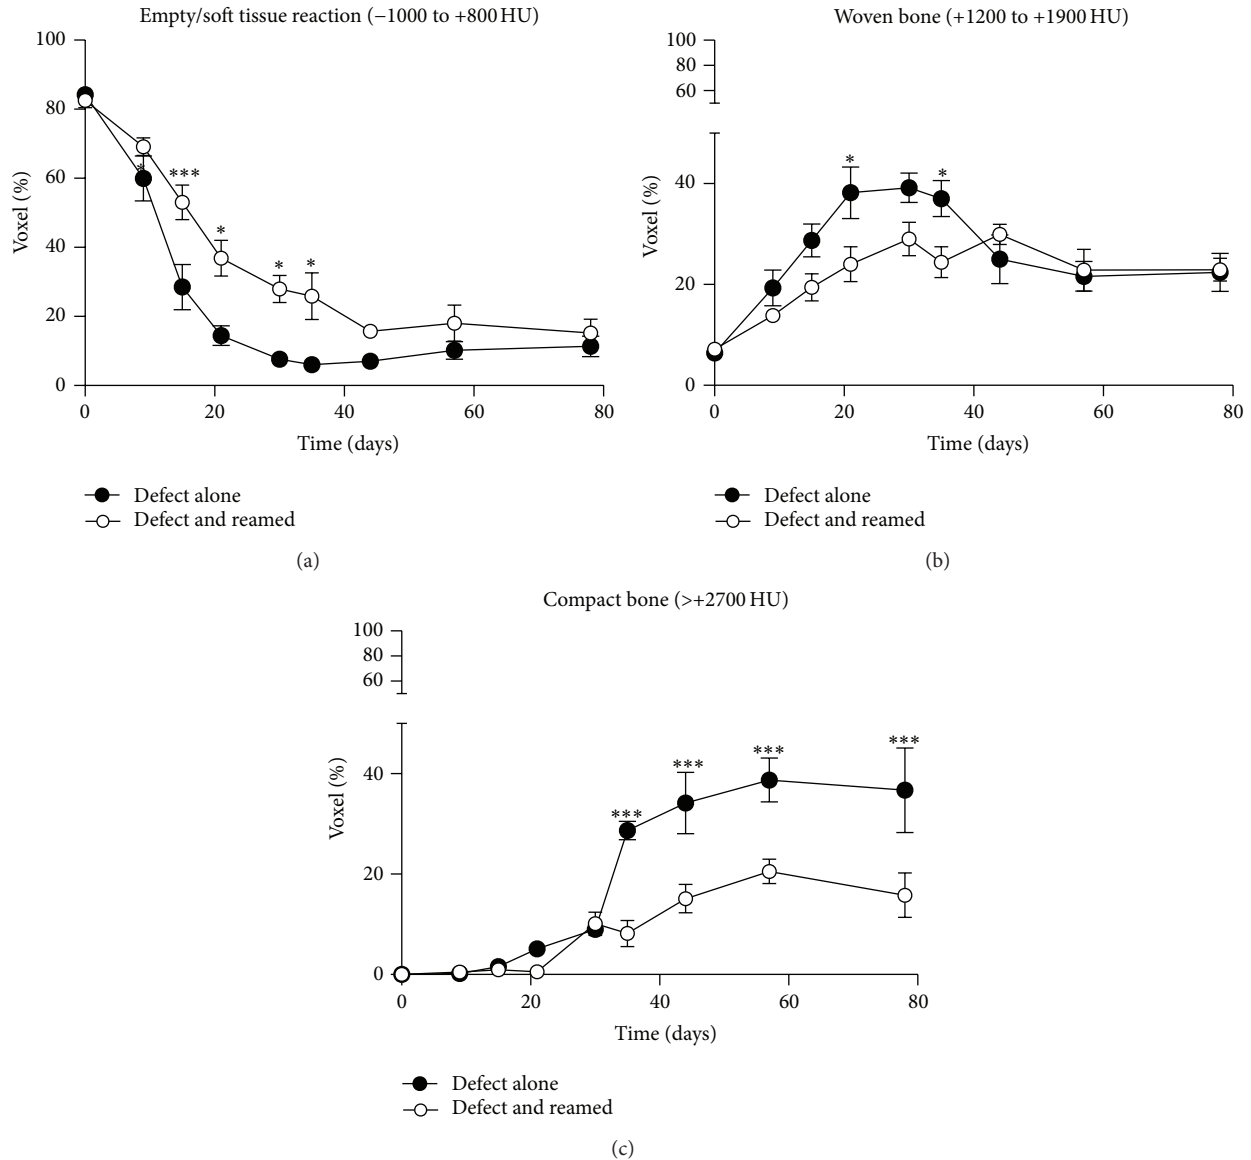 Empty/soft tissue reaction (−1000 to +800 HU)
100
80
60
40
20
0
Voxel (%)
*
***
*
*
*
0 20 40 60 80
Time (days)
Defect alone
Defect and reamed
(a)
Woven bone (+1200 to +1900 HU)
100
80
60
40
20
0
Voxel (%)
*
*
0 20 40 60 80
Time (days)
Defect alone
Defect and reamed
(b)
Compact bone (>+2700 HU)
100
80
60
40
20
0
Voxel (%)
***
***
***
***
0 20 40 60 80
Time (days)
Defect alone
Defect and reamed
(c)